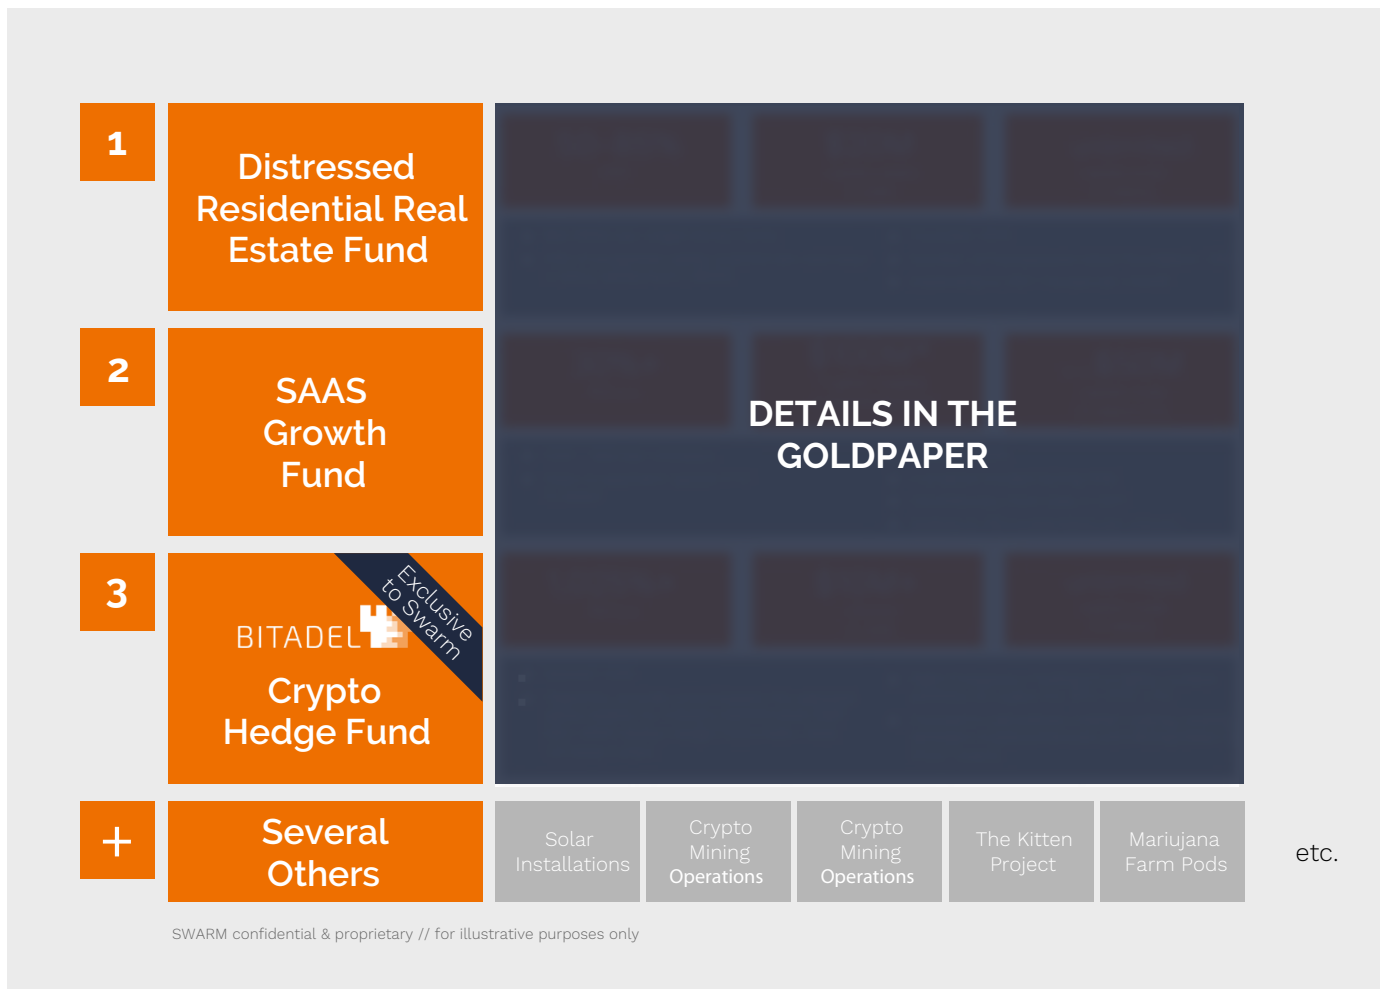 1
Distressed
Residential Real
Estate Fund
2
SAAS
Growth
Fund
DETAILS IN THE
GOLDPAPER
3
Exclusive
to Swarm
BITADEL
Crypto
Hedge Fund
+
Several
Others
Solar
Installations
Crypto
Mining
Operations
Crypto
Mining
Operations
The Kitten
Project
Mariujana
Farm Pods
etc.
SWARM confidential & proprietary // for illustrative purposes only